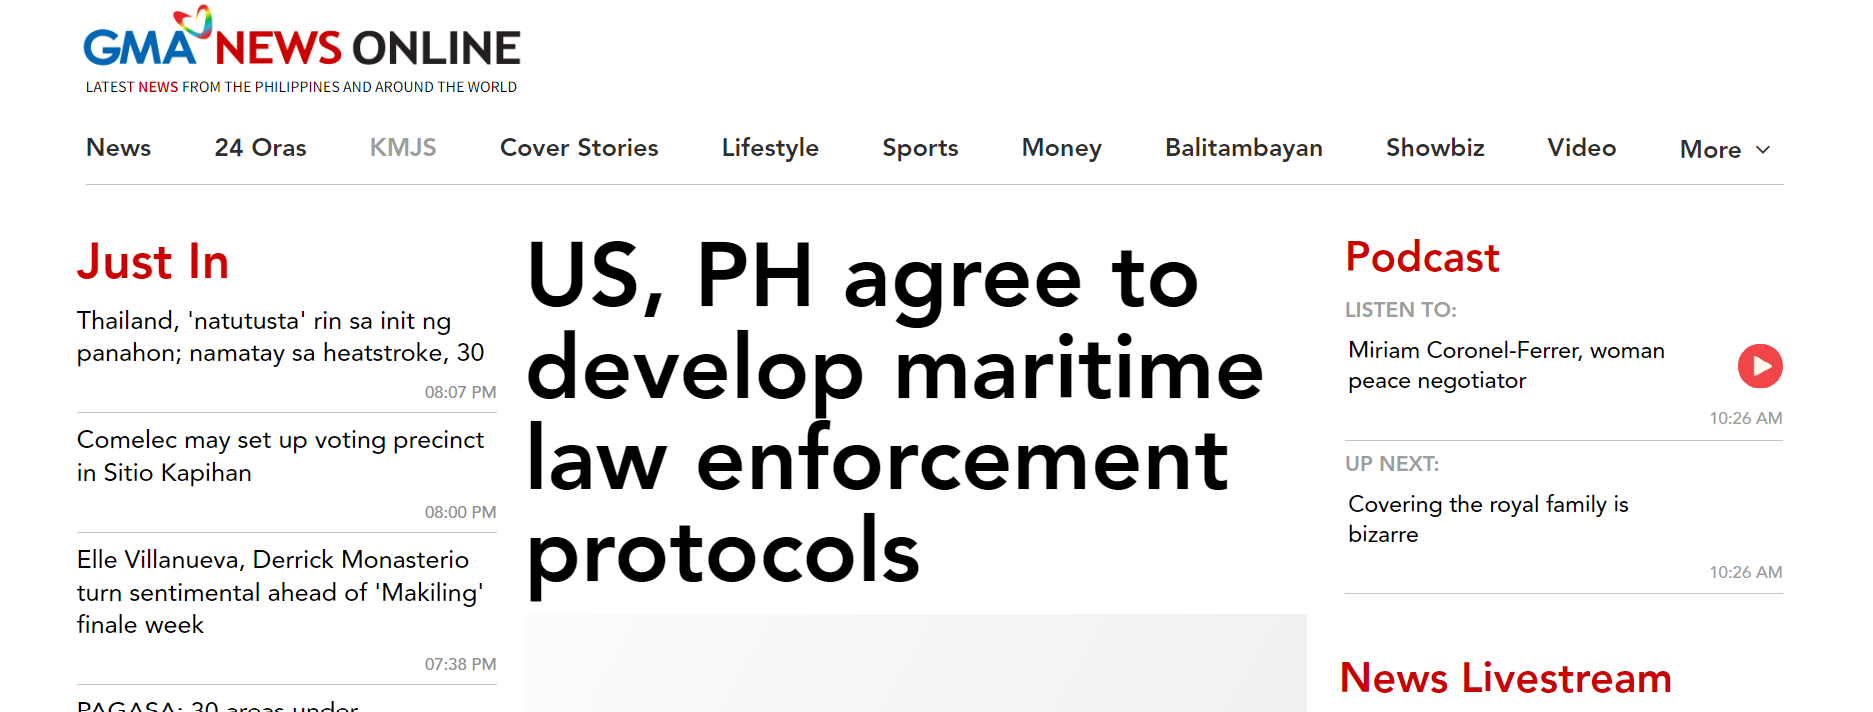 GMA NEWS ONLINE
LATEST NEWS FROM THE PHILIPPINES AND AROUND THE WORLD
News 24 Oras KMJS Cover Stories Lifestyle Sports Money Balitambayan Showbiz Video More
Just In
Thailand, 'natutusta' rin sa init ng
panahon; namatay sa heatstroke, 30
08:07 PM
Comelec may set up voting precinct
in Sitio Kapihan
08:00 PM
Elle Villanueva, Derrick Monasterio
turn sentimental ahead of 'Makiling'
finale week
07:38 PM
PAGASA: 30 areas under
US, PH agree to
develop maritime
law enforcement
protocols
Podcast
LISTEN TO:
Miriam Coronel-Ferrer, woman
peace negotiator
10:26 AM
UP NEXT:
Covering the royal family is
bizarre
10:26 AM
News Livestream